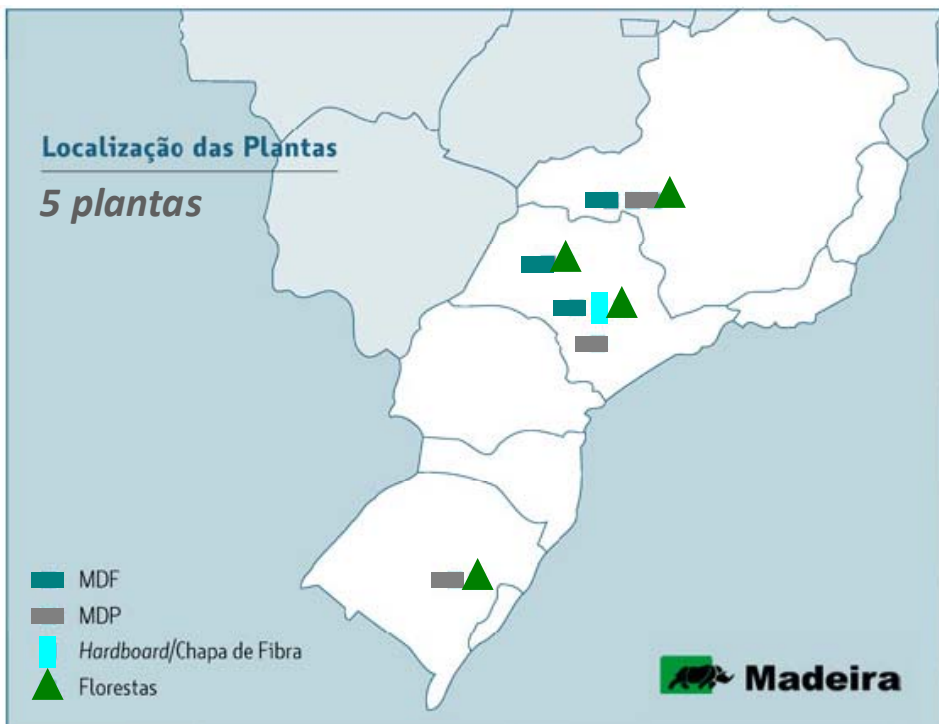 Localização das Plantas
5 plantas
MDF
MDP
Hardboard/Chapa de Fibra
Florestas
Madeira